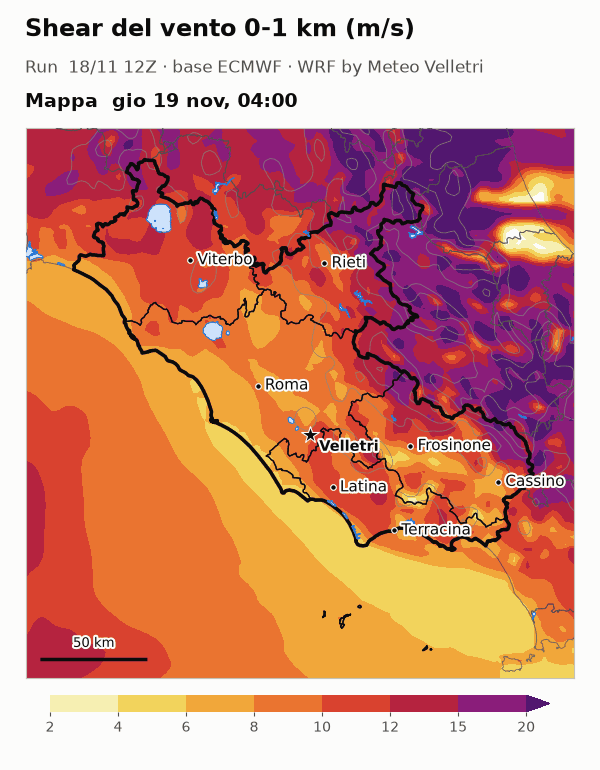 Shear del vento 0-1 km (m/s)
Run  18/11 12Z · base ECMWF · WRF by Meteo Velletri
Mappa  gio 19 nov, 04:00
Viterbo
Rieti
Roma
Velletri
Frosinone
Latina
Cassino
Terracina
50 km
2 4 6 8 10 12 15 20